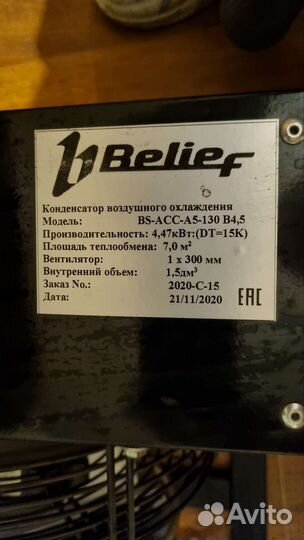 Belief
Конденсатор воздушного охлаждения
Модель: BS-ACC-A5-130 B4,5
Производительность: 4,47кВт:(DT=15K)
Площадь теплообмена: 7,0 м²
Вентилятор: 1 x 300 мм
Внутренний объем: 1,5дм³
Заказ No.: 2020-C-15
Дата: 21/11/2020
EAC
Avito